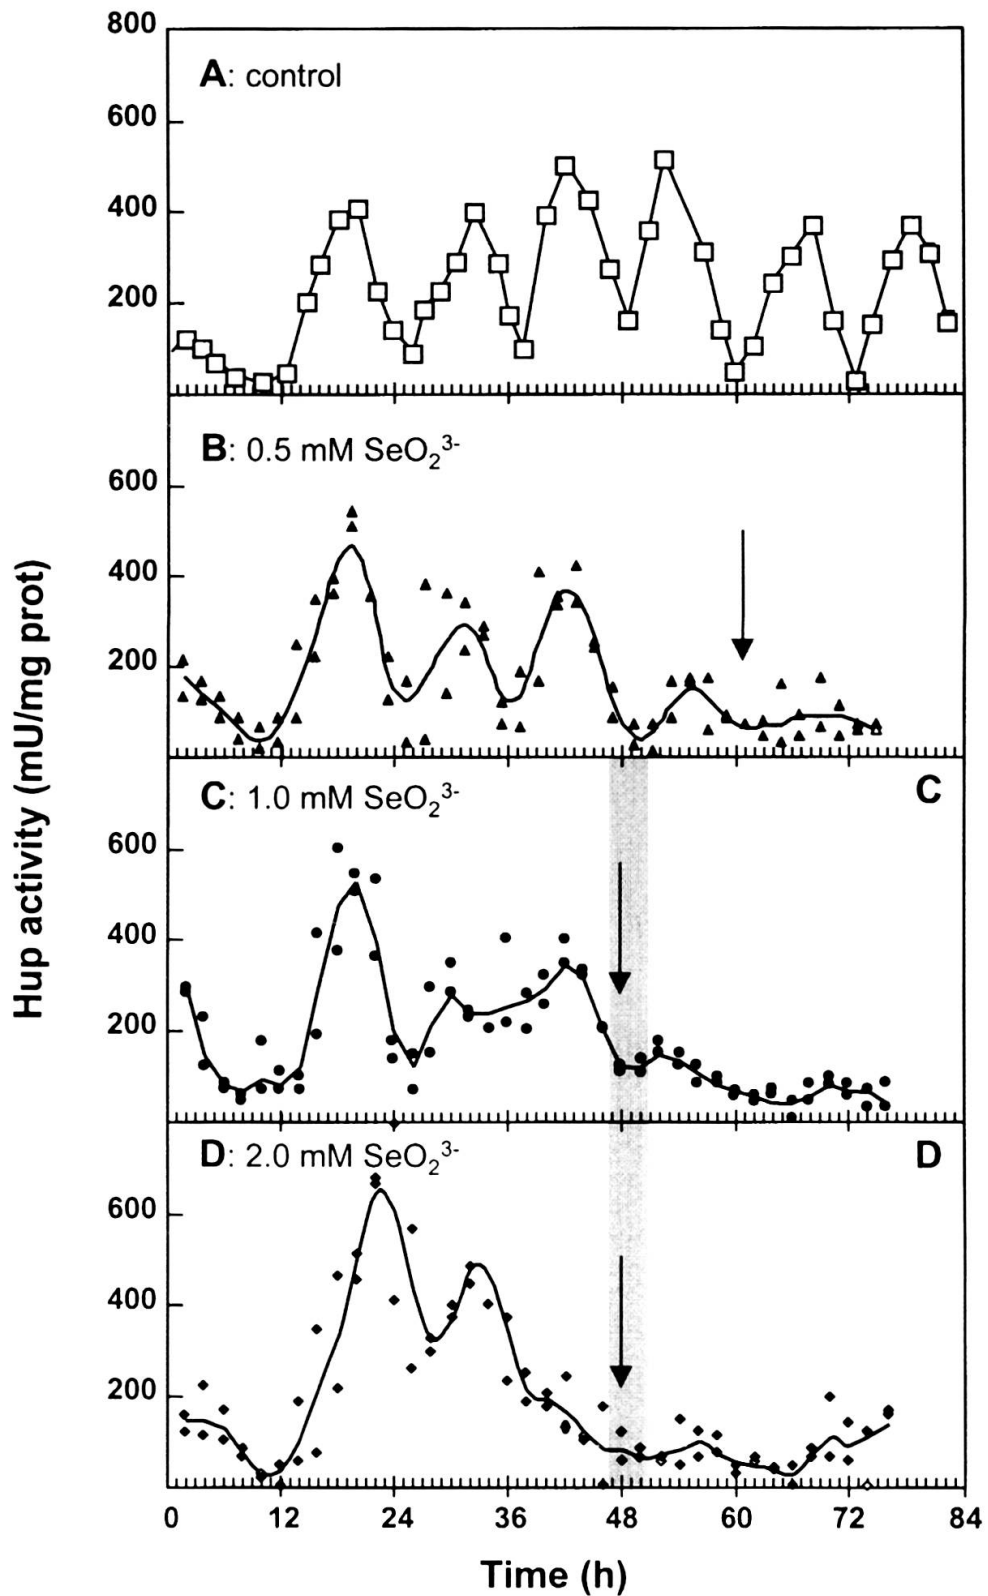 800
A: control
600
400
200
B: 0.5 mM SeO₂³⁻
600
400
200
C: 1.0 mM SeO₂³⁻ C
600
400
200
D: 2.0 mM SeO₂³⁻ D
600
400
200
0 12 24 36 48 60 72 84
Time (h)
Hup activity (mU/mg prot)